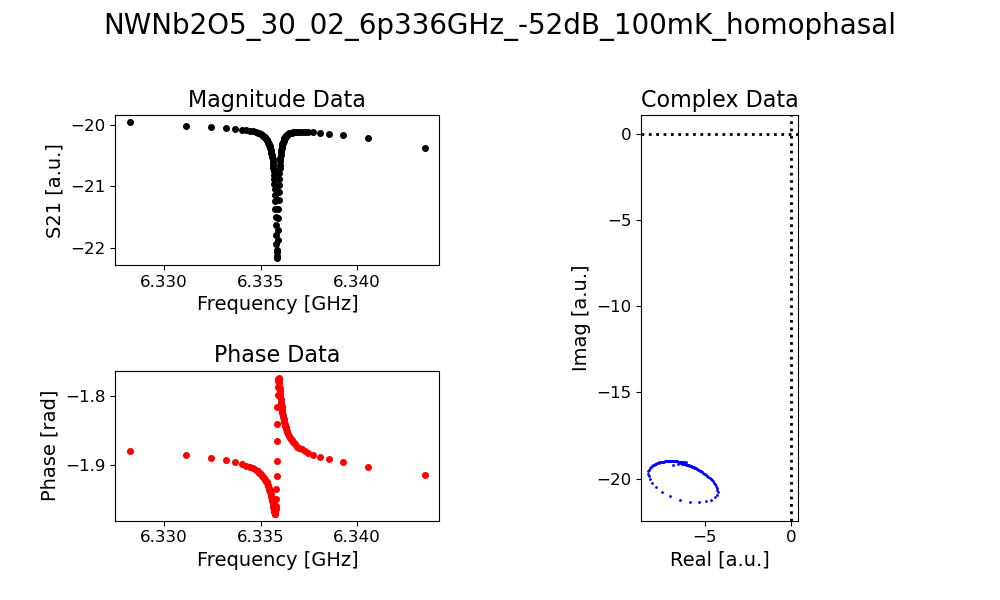 NWNb2O5_30_02_6p336GHz_-52dB_100mK_homophasal
Magnitude Data
S21 [a.u.]
−20
−21
−22
6.330 6.335 6.340
Frequency [GHz]
Phase Data
Phase [rad]
−1.8
−1.9
6.330 6.335 6.340
Frequency [GHz]
Complex Data
Imag [a.u.]
0
−5
−10
−15
−20
−5 0
Real [a.u.]